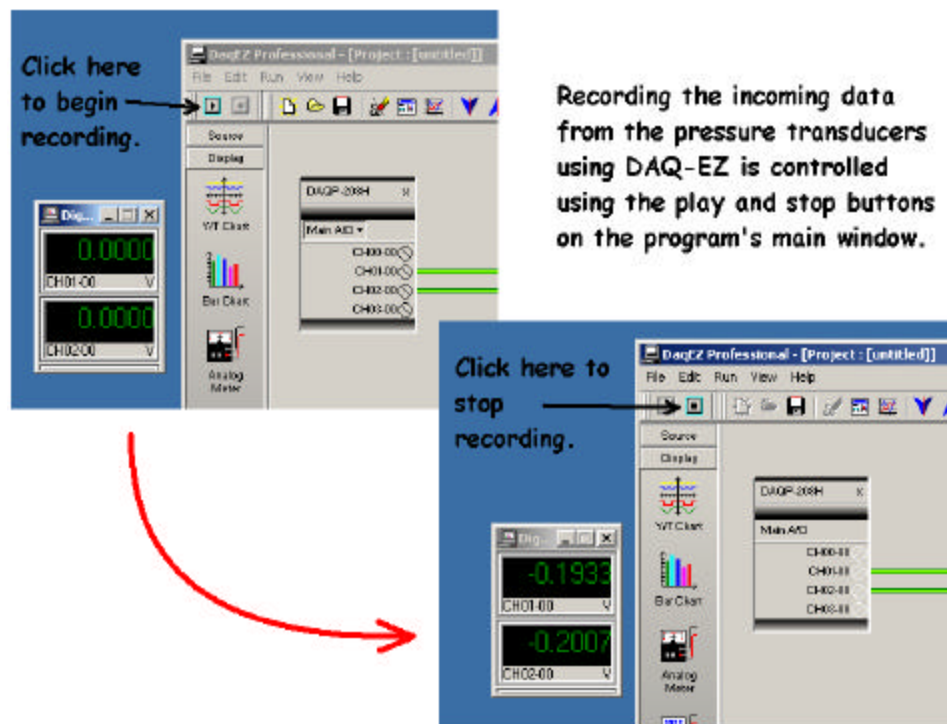 Click here
to begin
recording.
DaqEZ Professional - [Project : [untitled]]
File Edit Run View Help
Source
Display
Y/T Chart
Bar Chart
Analog
Meter
DAQP-208H x
Main A/D
CH00-00
CH01-00
CH02-00
CH03-00
Dig...
0.0000
CH01-00 V
0.0000
CH02-00 V
Recording the incoming data
from the pressure transducers
using DAQ-EZ is controlled
using the play and stop buttons
on the program's main window.
Click here to
stop
recording.
DaqEZ Professional - [Project : [untitled]]
File Edit Run View Help
Source
Display
Y/T Chart
Bar Chart
Analog
Meter
DAQP-208H x
Main A/D
CH00-00
CH01-00
CH02-00
CH03-00
Dig...
-0.1933
CH01-00 V
-0.2007
CH02-00 V